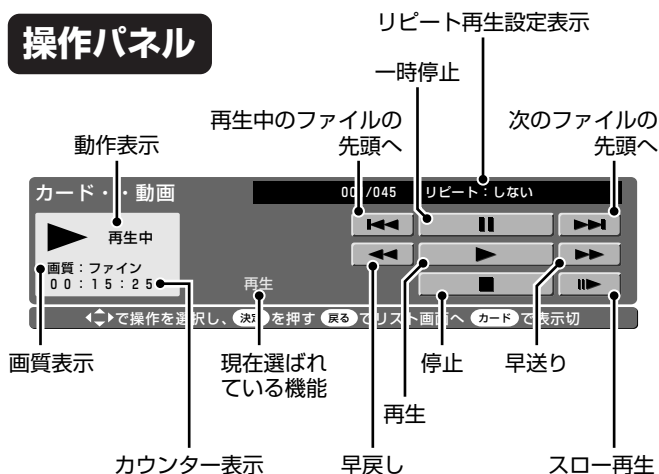 操作パネル
リピート再生設定表示
一時停止
再生中のファイルの
先頭へ
次のファイルの
先頭へ
動作表示
カード・・動画
00 /045
リピート：しない
再生中
画質：ファイン
00：15：25
再生
で操作を選択し、決定を押す 戻るでリスト画面へ カードで表示切
画質表示
現在選ばれ
ている機能
停止
早送り
再生
カウンター表示
早戻し
スロー再生